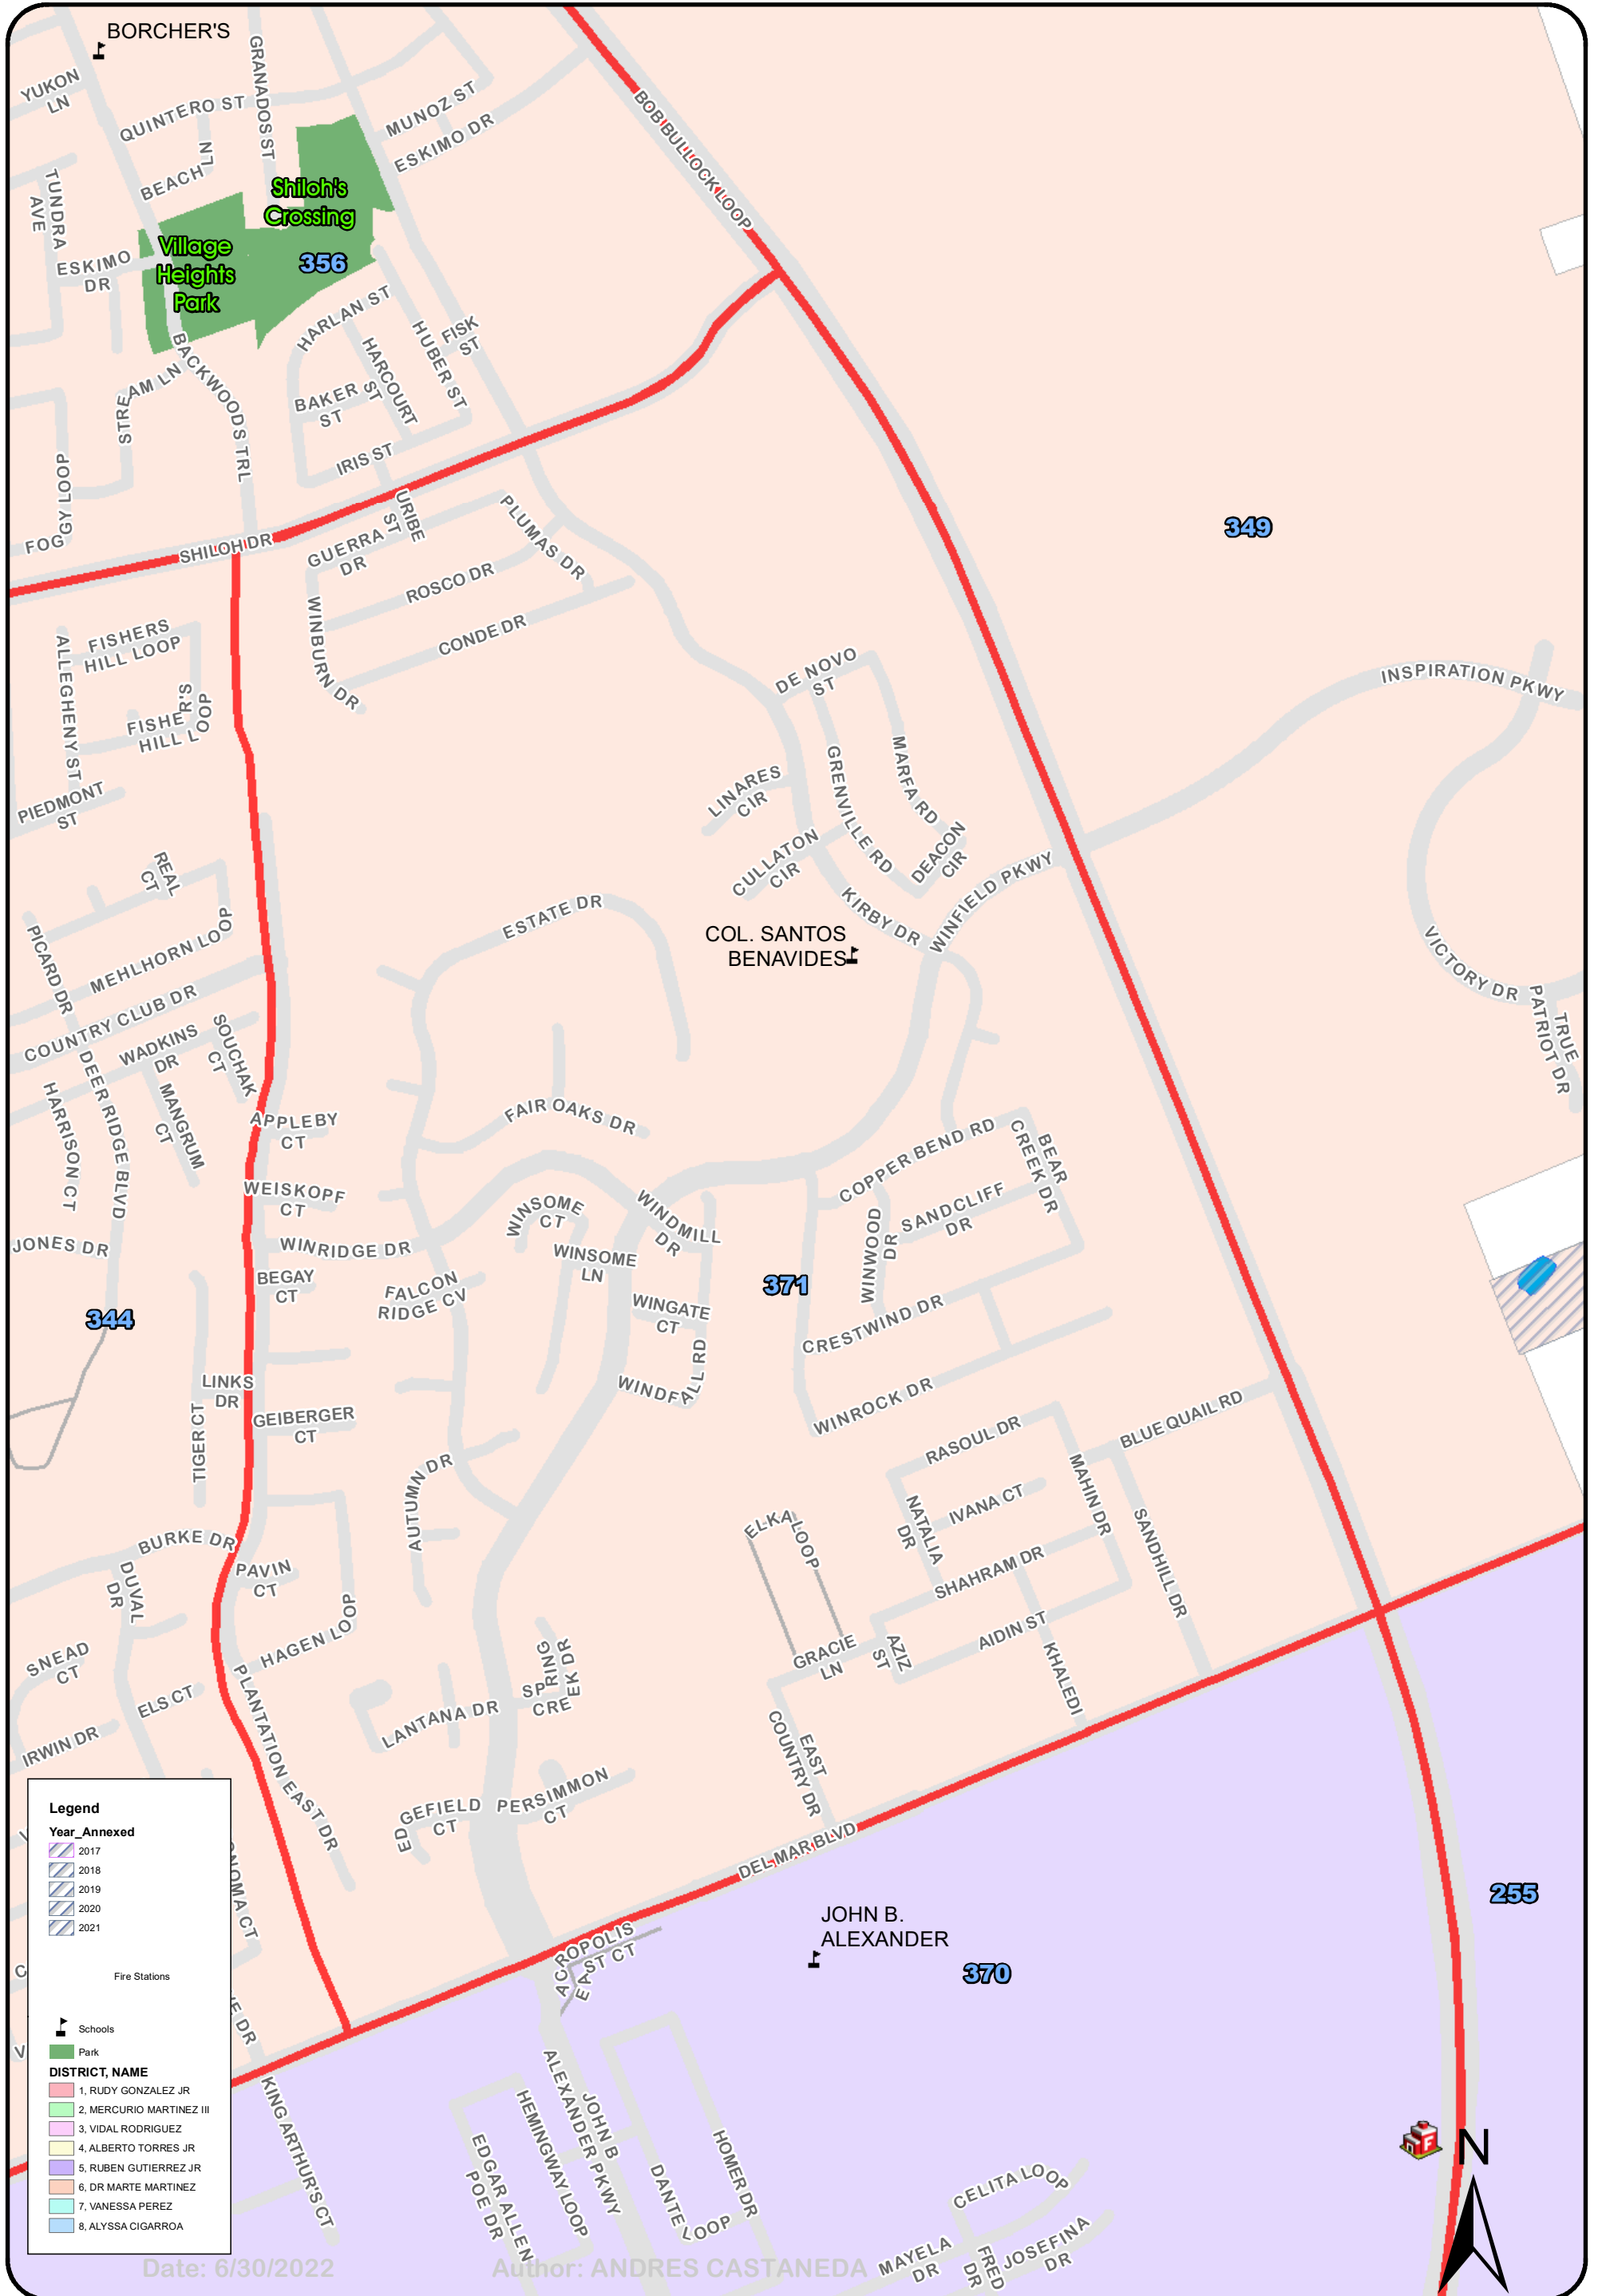 BORCHER'S
YUKON
LN
GRANADOS ST
QUINTERO ST
MUNOZ ST
ESKIMO DR
BOB BULLOCK LOOP
BEACH
LN
TUNDRA
AVE
Shiloh's
Crossing
Village
Heights
Park
356
ESKIMO
DR
HARLAN ST
HARCOURT
ST
HUBER ST
FISK
ST
BAKER
ST
IRIS ST
BACKWOODS TRL
STREAM LN
FOGGY LOOP
SHILOH DR
URIBE
ST
GUERRA
DR
PLUMAS DR
ROSCO DR
CONDE DR
WINBURN DR
349
ALLEGHENY ST
FISHERS
HILL LOOP
FISHER'S
HILL LOOP
PIEDMONT
ST
INSPIRATION PKWY
DE NOVO
ST
LINARES
CIR
GRENVILLE RD
MARFA RD
CULLATON
CIR
DEACON
CIR
KIRBY DR
WINFIELD PKWY
REAL
CT
ESTATE DR
COL. SANTOS
BENAVIDES
PICARD DR
MEHLHORN LOOP
COUNTRY CLUB DR
VICTORY DR
TRUE
PATRIOT DR
WADKINS
DR
SOUCHAK
CT
HARRISON CT
DEER RIDGE BLVD
MANGRUM
CT
APPLEBY
CT
FAIR OAKS DR
COPPER BEND RD
BEAR
CREEK DR
WEISKOPF
CT
WINSOME
CT
WINDMILL
DR
SANDCLIFF
DR
WINWOOD
DR
JONES DR
WINRIDGE DR
WINSOME
LN
BEGAY
CT
FALCON
RIDGE CV
371
WINGATE
CT
344
CRESTWIND DR
LINKS
DR
WINDFALL RD
WINROCK DR
TIGER CT
GEIBERGER
CT
BLUE QUAIL RD
RASOUL DR
AUTUMN DR
MAHIN DR
IVANA CT
NATALIA
DR
SANDHILL DR
ELKA LOOP
BURKE DR
PAVIN
CT
DUVAL
DR
SHAHRAM DR
HAGEN LOOP
AIDIN ST
SNEAD
CT
GRACIE
LN
AZIZ
ST
KHALEDI
SPRING
CREEK DR
ELS CT
LANTANA DR
PLANTATION EAST DR
IRWIN DR
EAST
COUNTRY DR
EDGEFIELD
CT
PERSIMMON
CT
DEL MAR BLVD
Legend
Year_Annexed
2017
2018
2019
2020
2021
Fire Stations
Schools
Park
DISTRICT, NAME
1, RUDY GONZALEZ JR
2, MERCURIO MARTINEZ III
3, VIDAL RODRIGUEZ
4, ALBERTO TORRES JR
5, RUBEN GUTIERREZ JR
6, DR MARTE MARTINEZ
7, VANESSA PEREZ
8, ALYSSA CIGARROA
255
JOHN B.
ALEXANDER
370
ACROPOLIS
EAST CT
KING ARTHUR'S CT
JOHN B
ALEXANDER PKWY
HEMINGWAY LOOP
EDGAR ALLEN
POE DR
DANTE LOOP
HOMER DR
CELITA LOOP
MAYELA
DR
FRED
DR
JOSEFINA
DR
N
Date: 6/30/2022
Author: ANDRES CASTANEDA